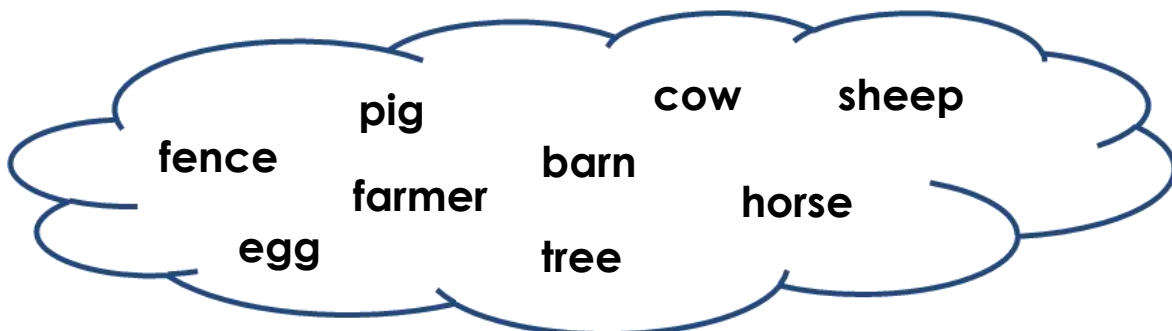 pig
cow
sheep
fence
barn
farmer
horse
egg
tree